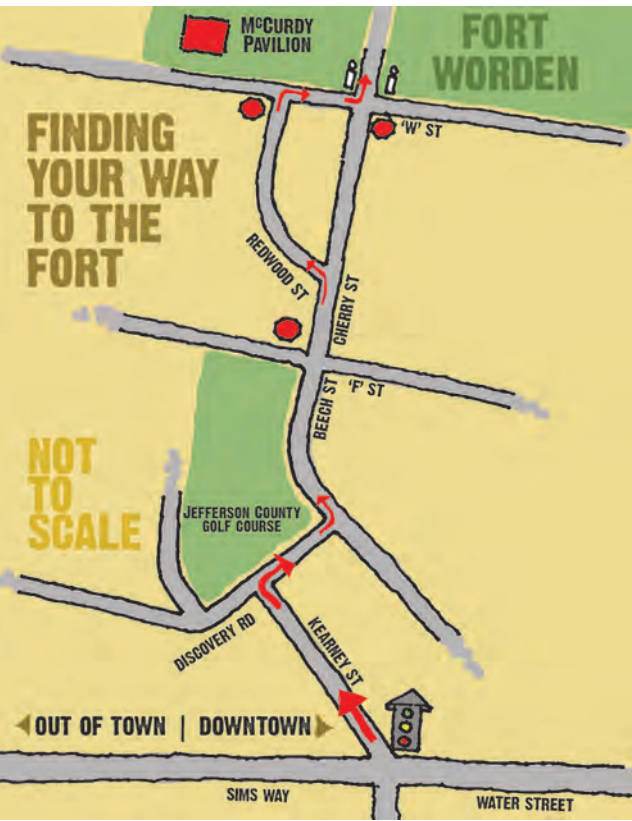 McCURDY
PAVILION
FORT
WORDEN
'W' ST
FINDING
YOUR WAY
TO THE
FORT
REDWOOD ST
CHERRY ST
'F' ST
BEECH ST
NOT
TO
SCALE
JEFFERSON COUNTY
GOLF COURSE
DISCOVERY RD
KEARNEY ST
OUT OF TOWN | DOWNTOWN
SIMS WAY
WATER STREET